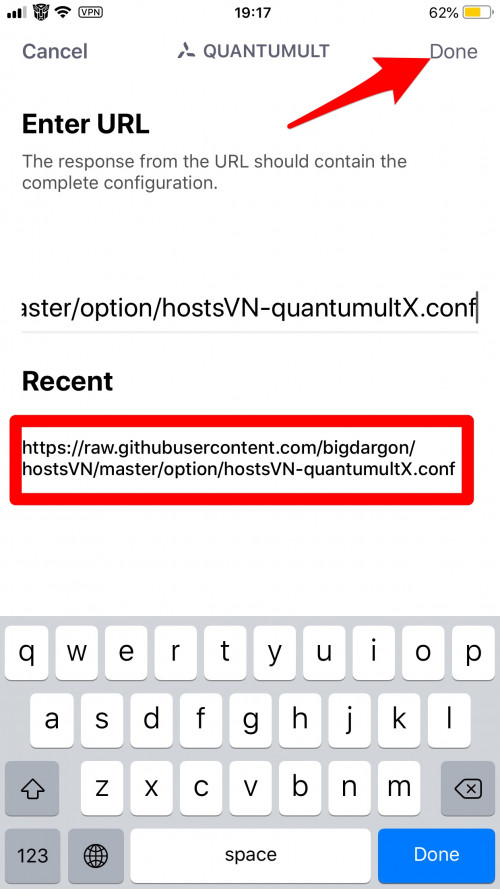 VPN 19:17 62%
Cancel QUANTUMULT Done
Enter URL
The response from the URL should contain the
complete configuration.
aster/option/hostsVN-quantumultX.conf
Recent
https://raw.githubusercontent.com/bigdargon/
hostsVN/master/option/hostsVN-quantumultX.conf
q w e r t y u i o p
a s d f g h j k l
z x c v b n m
123 space Done